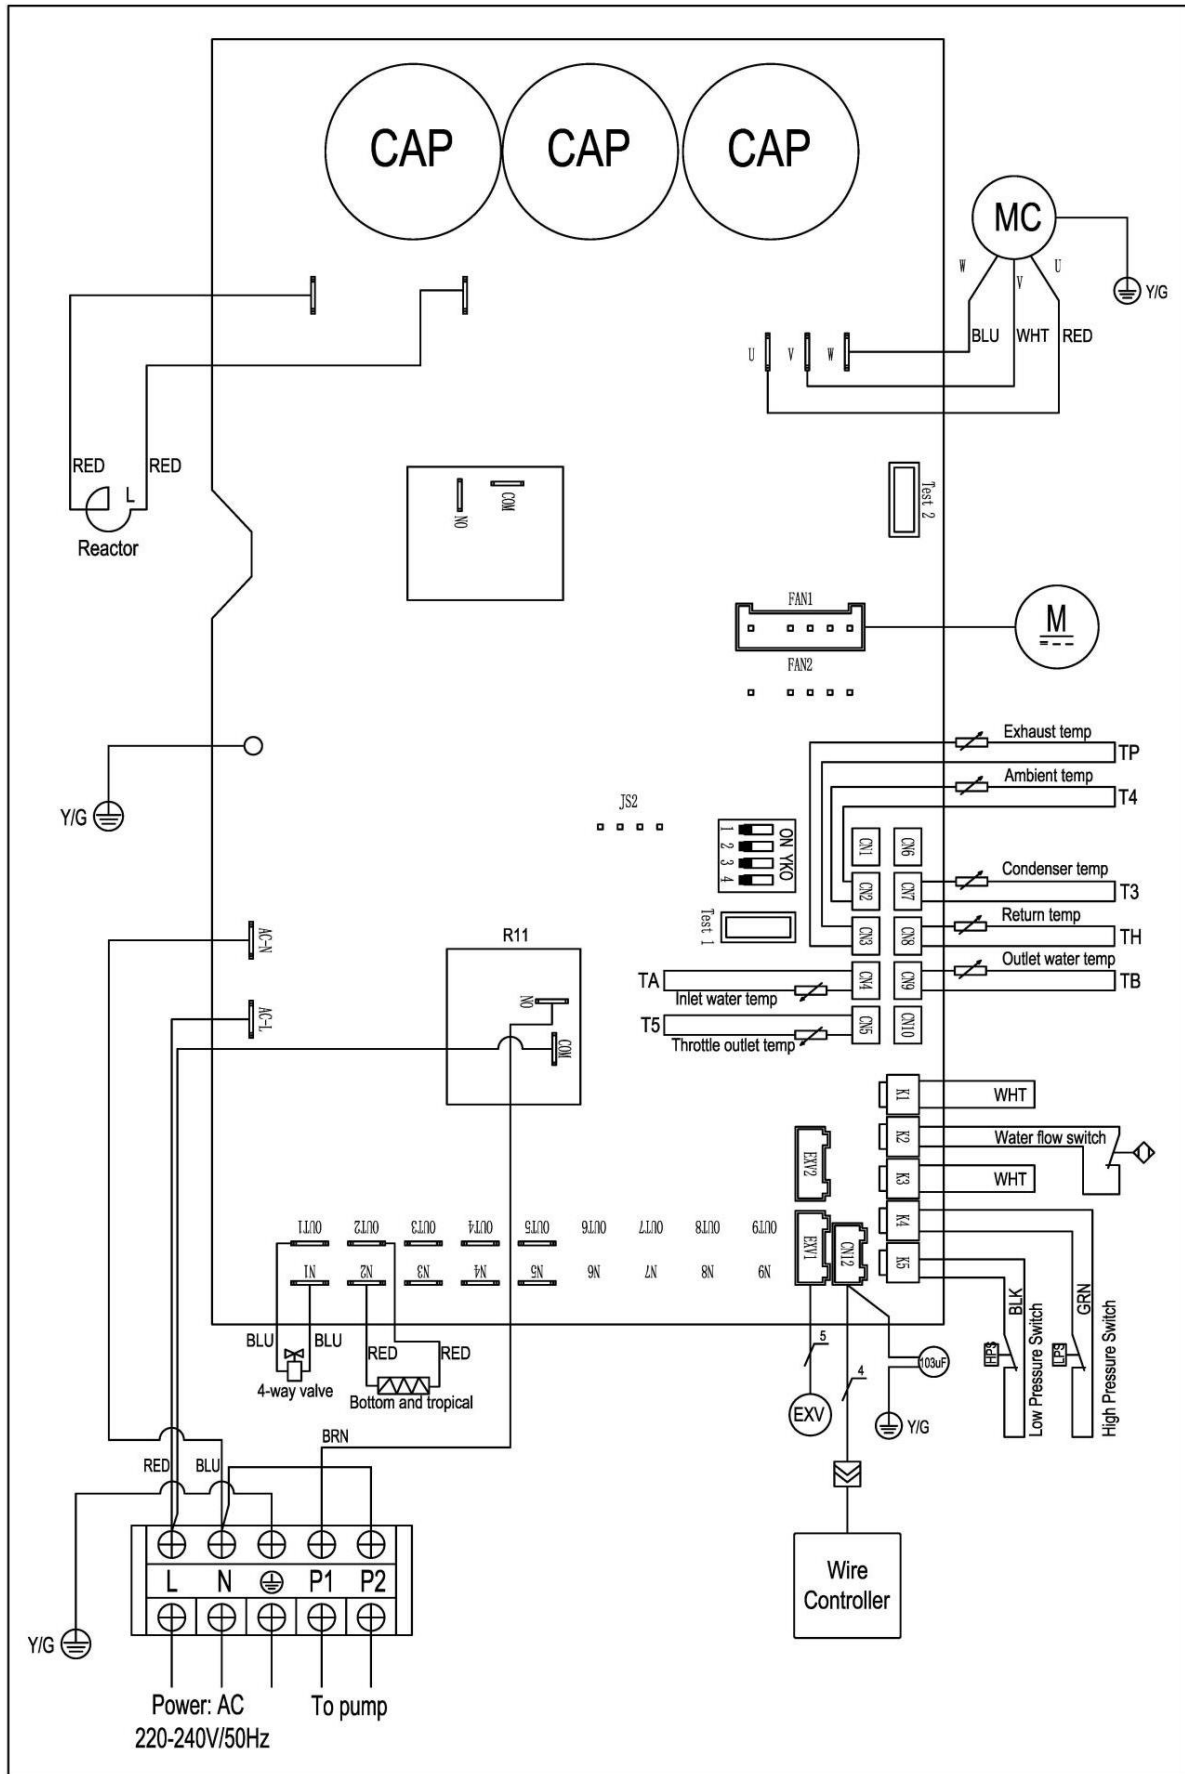 CAP CAP CAP
MC
W V U
Y/G
BLU WHT RED
U V W
RED RED
L
Reactor
NO COM
Test 2
FAN1
M
FAN2
Exhaust temp
TP
Ambient temp
T4
Y/G
JS2
1 2 3 4
ON YKO
CN1 CN6
Condenser temp
T3
CN2 CN7
Return temp
TH
Test 1
CN3 CN8
Outlet water temp
TB
AC-N
R11
TA
CN4 CN9
Inlet water temp
NO
AC-L
T5
CN5 CN10
Throttle outlet temp
COM
K1
WHT
K2
Water flow switch
EXV2
K3
WHT
K4
OUT1 OUT2 OUT3 OUT4 OUT5 OUT6 OUT7 OUT8 OUT9
EXV1
CN12
K5
N1 N2 N3 N4 N5 N6 N7 N8 N9
BLK
GRN
BLU BLU
RED RED
5
4
HPS
LPS
Low Pressure Switch
High Pressure Switch
103uF
4-way valve
Bottom and tropical
EXV
Y/G
BRN
RED BLU
L N P1 P2
Wire
Controller
Y/G
Power: AC
220-240V/50Hz
To pump